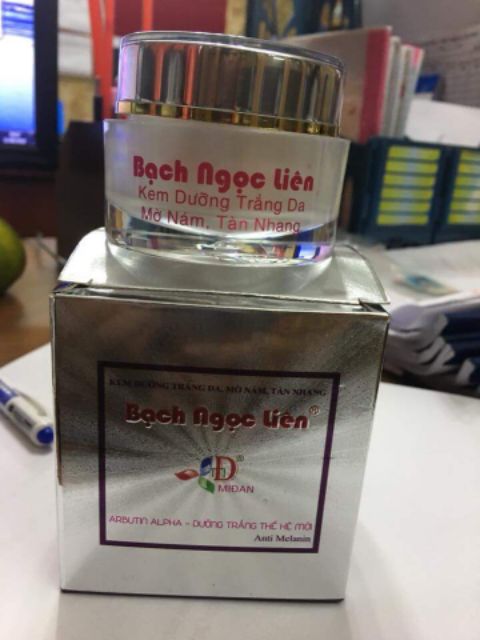 Bạch Ngọc Liên
Kem Dưỡng Trắng Da
Mờ Nám, Tàn Nhang
KEM DƯỠNG TRẮNG DA, MỜ NÁM, TÀN NHANG
Bạch Ngọc Liên®
MIDAN
ARBUTIN ALPHA - DƯỠNG TRẮNG THẾ HỆ MỚI
Anti Melanin